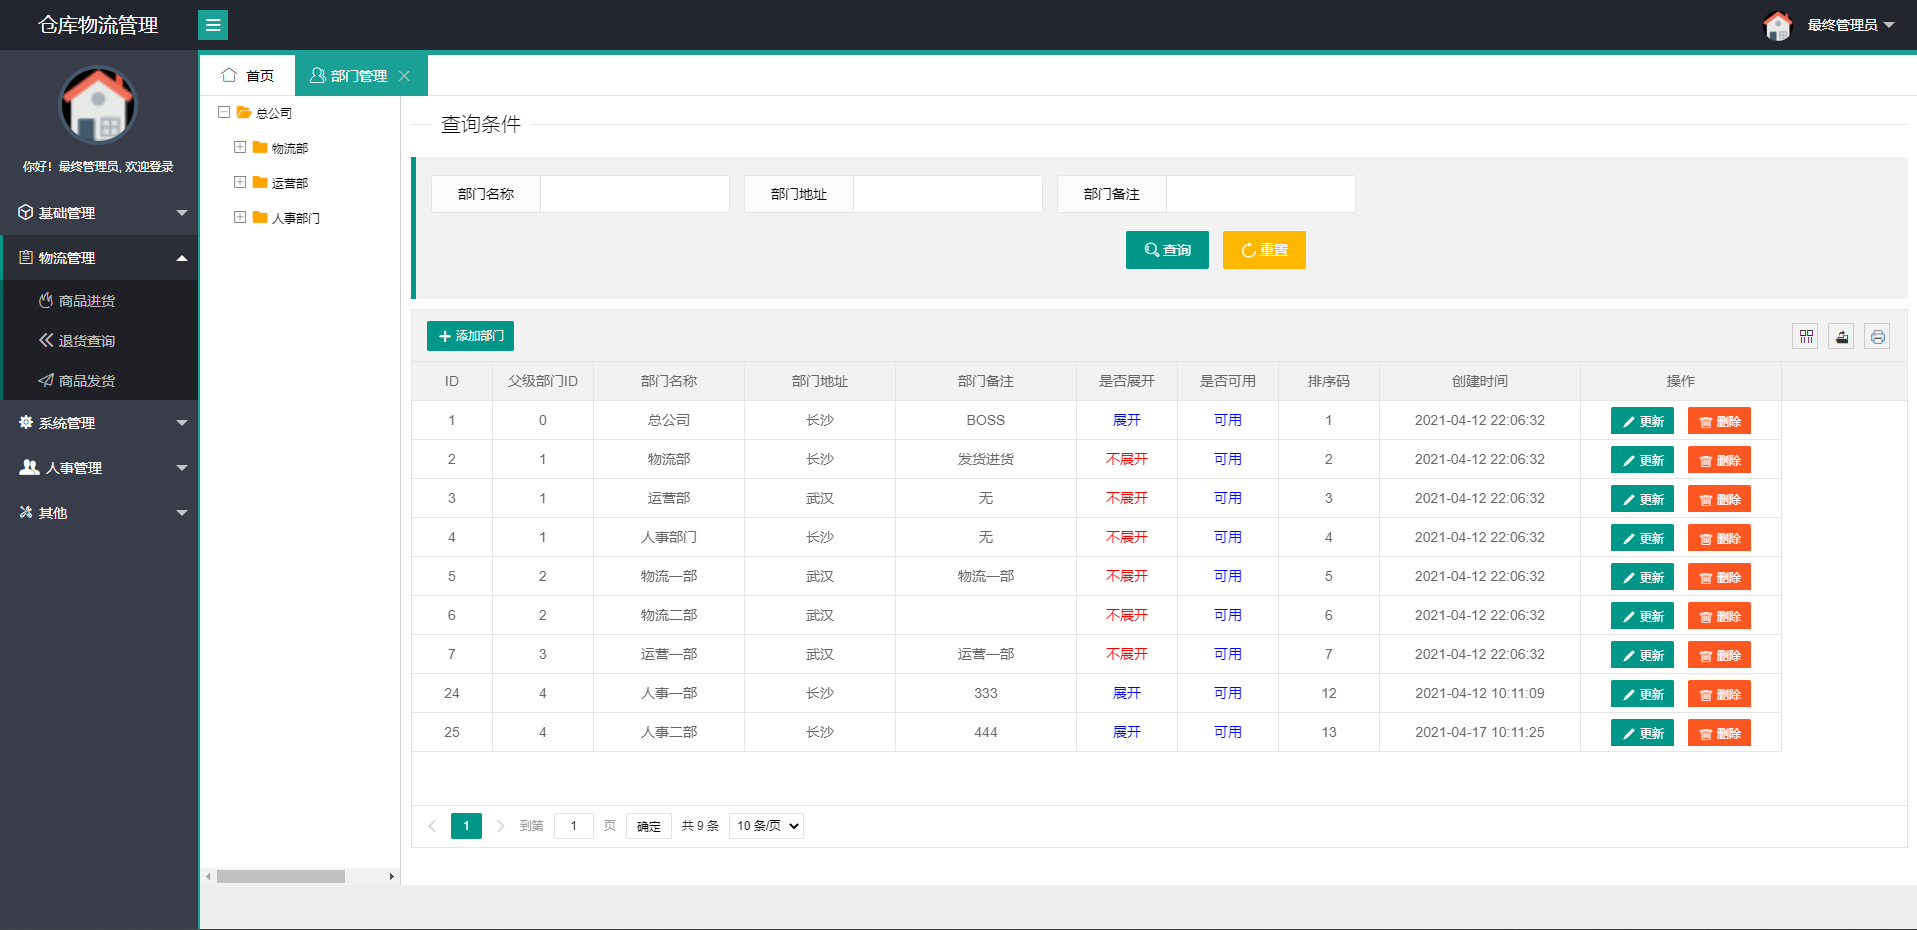 仓库物流管理
最终管理员
你好！最终管理员, 欢迎登录
基础管理
物流管理
商品进货
退货查询
商品发货
系统管理
人事管理
其他
首页
部门管理
总公司
物流部
运营部
人事部门
查询条件
部门名称 部门地址 部门备注
查询 重置
添加部门
ID 父级部门ID 部门名称 部门地址 部门备注 是否展开 是否可用 排序码 创建时间 操作
1 0 总公司 长沙 BOSS 展开 可用 1 2021-04-12 22:06:32 更新 删除
2 1 物流部 长沙 发货进货 不展开 可用 2 2021-04-12 22:06:32 更新 删除
3 1 运营部 武汉 无 不展开 可用 3 2021-04-12 22:06:32 更新 删除
4 1 人事部门 长沙 无 不展开 可用 4 2021-04-12 22:06:32 更新 删除
5 2 物流一部 武汉 物流一部 不展开 可用 5 2021-04-12 22:06:32 更新 删除
6 2 物流二部 武汉 不展开 可用 6 2021-04-12 22:06:32 更新 删除
7 3 运营一部 武汉 运营一部 不展开 可用 7 2021-04-12 22:06:32 更新 删除
24 4 人事一部 长沙 333 展开 可用 12 2021-04-12 10:11:09 更新 删除
25 4 人事二部 长沙 444 展开 可用 13 2021-04-17 10:11:25 更新 删除
1 到第 1 页 确定 共 9 条 10 条/页